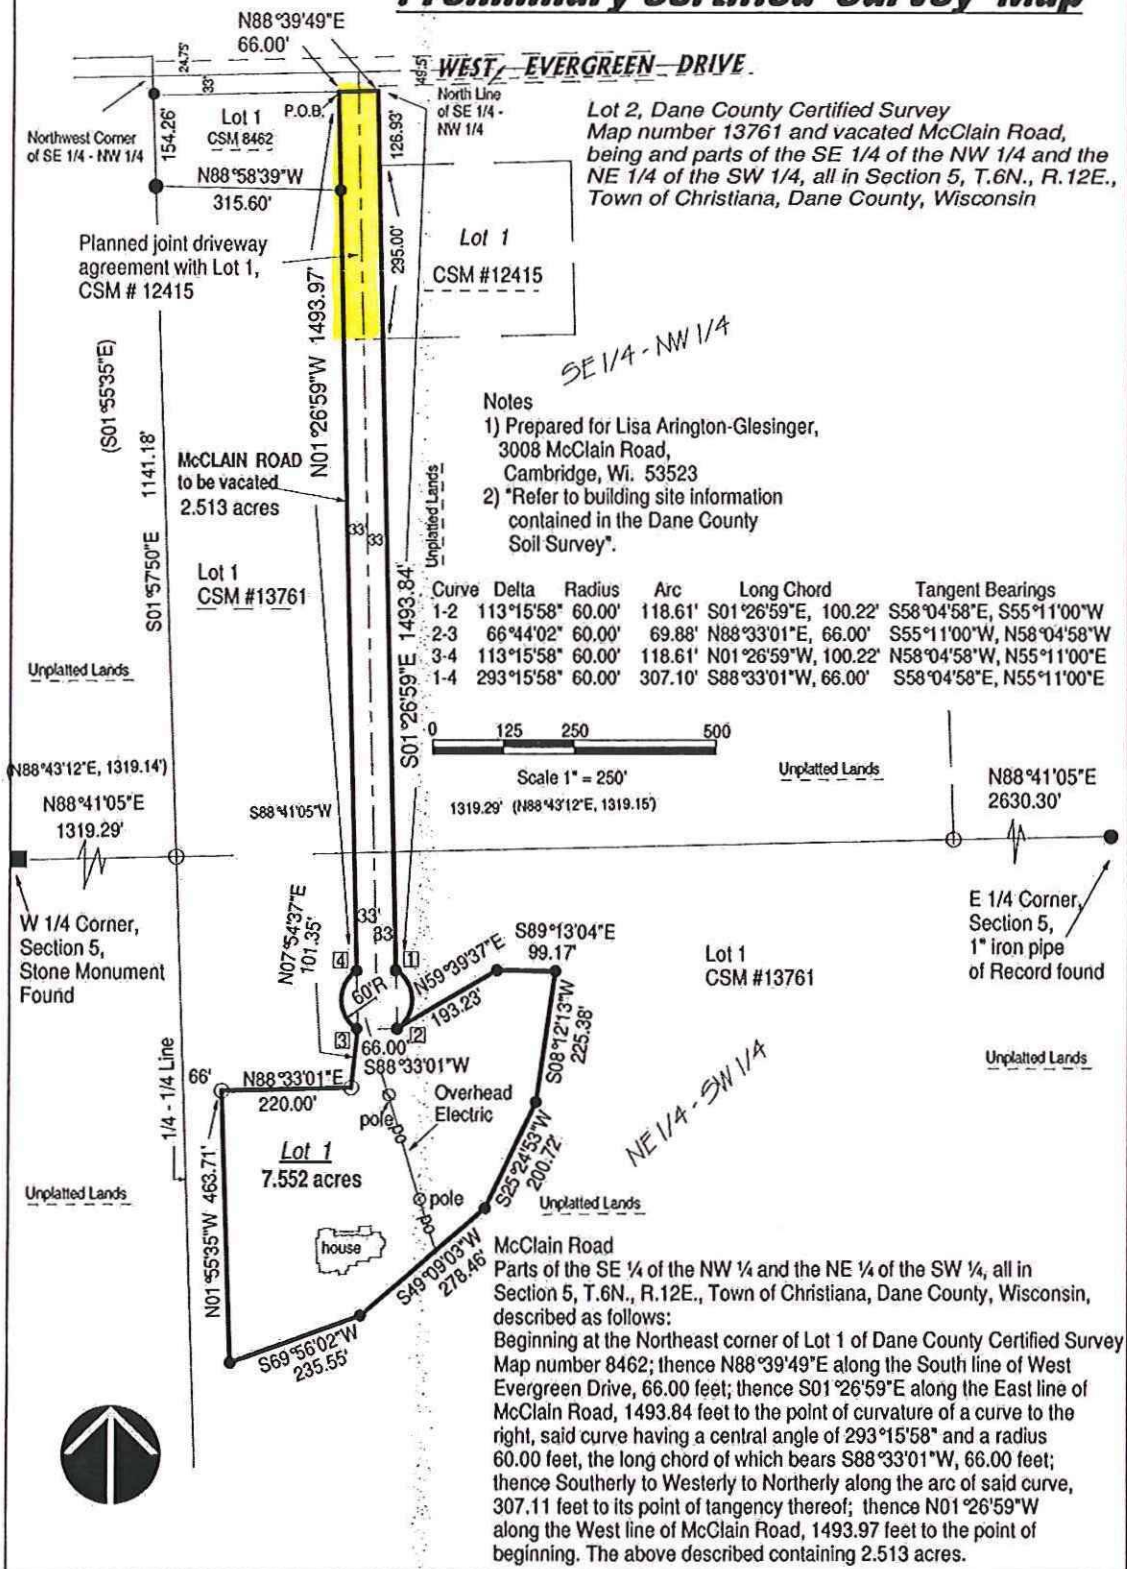 Preliminary Certified Survey Map
N88°39'49"E
66.00'
24.75'
33'
49.5'
WEST EVERGREEN DRIVE
Northwest Corner
of SE 1/4 - NW 1/4
154.26'
Lot 1
CSM 8462
P.O.B.
North Line
of SE 1/4 -
NW 1/4
126.93'
Lot 2, Dane County Certified Survey
Map number 13761 and vacated McClain Road,
being and parts of the SE 1/4 of the NW 1/4 and the
NE 1/4 of the SW 1/4, all in Section 5, T.6N., R.12E.,
Town of Christiana, Dane County, Wisconsin
N88°58'39"W
315.60'
Planned joint driveway
agreement with Lot 1,
CSM # 12415
295.00'
Lot 1
CSM #12415
N01°26'59"W 1493.97'
SE 1/4 - NW 1/4
(S01°55'35"E)
S01°57'50"E 1141.18'
McCLAIN ROAD
to be vacated
2.513 acres
33'
33'
Unplatted Lands
Notes
1) Prepared for Lisa Arington-Glesinger,
3008 McClain Road,
Cambridge, Wi. 53523
2) "Refer to building site information
contained in the Dane County
Soil Survey".
Lot 1
CSM #13761
Unplatted Lands
S01°26'59"E 1493.84'
Curve Delta Radius Arc Long Chord Tangent Bearings
1-2 113°15'58" 60.00' 118.61' S01°26'59"E, 100.22' S58°04'58"E, S55°11'00"W
2-3 66°44'02" 60.00' 69.88' N88°33'01"E, 66.00' S55°11'00"W, N58°04'58"W
3-4 113°15'58" 60.00' 118.61' N01°26'59"W, 100.22' N58°04'58"W, N55°11'00"E
1-4 293°15'58" 60.00' 307.10' S88°33'01"W, 66.00' S58°04'58"E, N55°11'00"E
0 125 250 500
Scale 1" = 250'
Unplatted Lands
(N88°43'12"E, 1319.14')
N88°41'05"E
1319.29'
S88°41'05"W
1319.29' (N88°43'12"E, 1319.15')
N88°41'05"E
2630.30'
W 1/4 Corner,
Section 5,
Stone Monument
Found
E 1/4 Corner,
Section 5,
1" iron pipe
of Record found
N07°54'37"E
101.35'
33'
33
4
1
60'R
3
2
N59°39'37"E
193.23'
S89°13'04"E
99.17'
Lot 1
CSM #13761
S08°12'13"W
225.38'
66.00'
S88°33'01"W
Unplatted Lands
1/4 - 1/4 Line
66'
N88°33'01"E
220.00'
pole
po
Overhead
Electric
NE 1/4 - SW 1/4
Lot 1
7.552 acres
N01°55'35"W 463.71'
S25°24'53"W
200.72'
Unplatted Lands
pole
po
Unplatted Lands
house
S49°09'03"W
278.46'
S69°56'02"W
235.55'
McClain Road
Parts of the SE ¼ of the NW ¼ and the NE ¼ of the SW ¼, all in
Section 5, T.6N., R.12E., Town of Christiana, Dane County, Wisconsin,
described as follows:
Beginning at the Northeast corner of Lot 1 of Dane County Certified Survey
Map number 8462; thence N88°39'49"E along the South line of West
Evergreen Drive, 66.00 feet; thence S01°26'59"E along the East line of
McClain Road, 1493.84 feet to the point of curvature of a curve to the
right, said curve having a central angle of 293°15'58" and a radius
60.00 feet, the long chord of which bears S88°33'01"W, 66.00 feet;
thence Southerly to Westerly to Northerly along the arc of said curve,
307.11 feet to its point of tangency thereof; thence N01°26'59"W
along the West line of McClain Road, 1493.97 feet to the point of
beginning. The above described containing 2.513 acres.